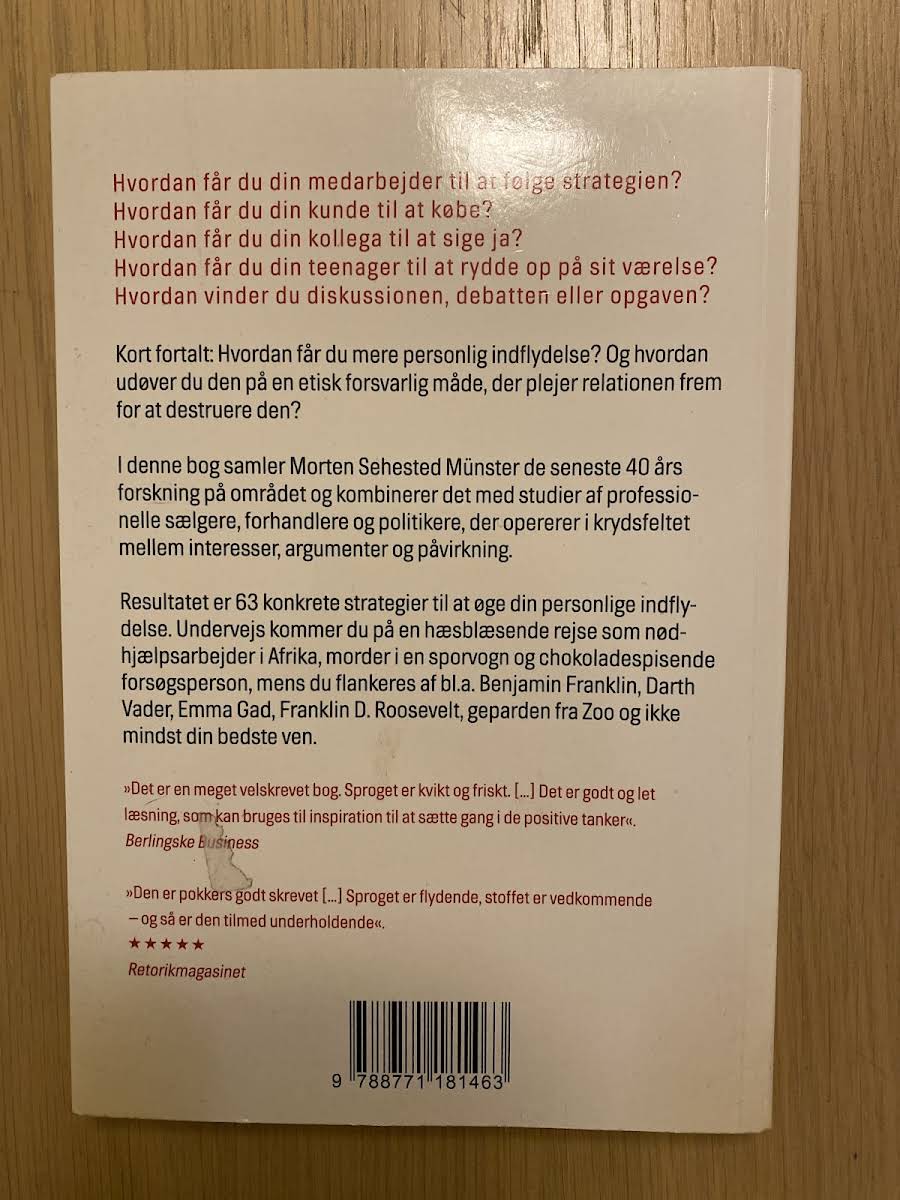 Hvordan får du din medarbejder til at følge strategien?
Hvordan får du din kunde til at købe?
Hvordan får du din kollega til at sige ja?
Hvordan får du din teenager til at rydde op på sit værelse?
Hvordan vinder du diskussionen, debatten eller opgaven?
Kort fortalt: Hvordan får du mere personlig indflydelse? Og hvordan
udøver du den på en etisk forsvarlig måde, der plejer relationen frem
for at destruere den?
I denne bog samler Morten Sehested Münster de seneste 40 års
forskning på området og kombinerer det med studier af professio-
nelle sælgere, forhandlere og politikere, der opererer i krydsfeltet
mellem interesser, argumenter og påvirkning.
Resultatet er 63 konkrete strategier til at øge din personlige indfly-
delse. Undervejs kommer du på en hæsblæsende rejse som nød-
hjælpsarbejder i Afrika, morder i en sporvogn og chokoladespisende
forsøgsperson, mens du flankeres af bl.a. Benjamin Franklin, Darth
Vader, Emma Gad, Franklin D. Roosevelt, geparden fra Zoo og ikke
mindst din bedste ven.
»Det er en meget velskrevet bog. Sproget er kvikt og friskt. [...] Det er godt og let
læsning, som kan bruges til inspiration til at sætte gang i de positive tanker«.
Berlingske Business
»Den er pokkers godt skrevet [...] Sproget er flydende, stoffet er vedkommende
– og så er den tilmed underholdende«.
★★★★★
Retorikmagasinet
9 788771 181463